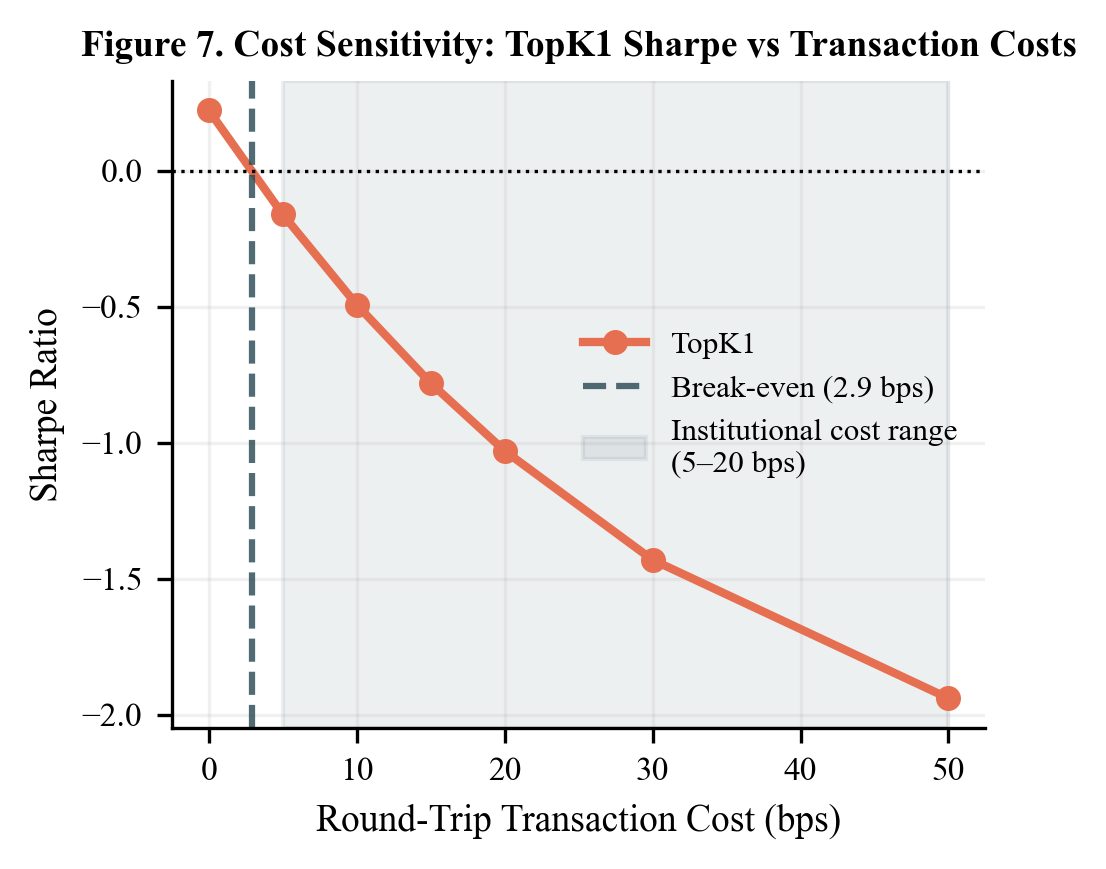 Figure 7. Cost Sensitivity: TopK1 Sharpe vs Transaction Costs
0.0
−0.5
−1.0
−1.5
−2.0
Sharpe Ratio
TopK1
Break-even (2.9 bps)
Institutional cost range
(5–20 bps)
0 10 20 30 40 50
Round-Trip Transaction Cost (bps)